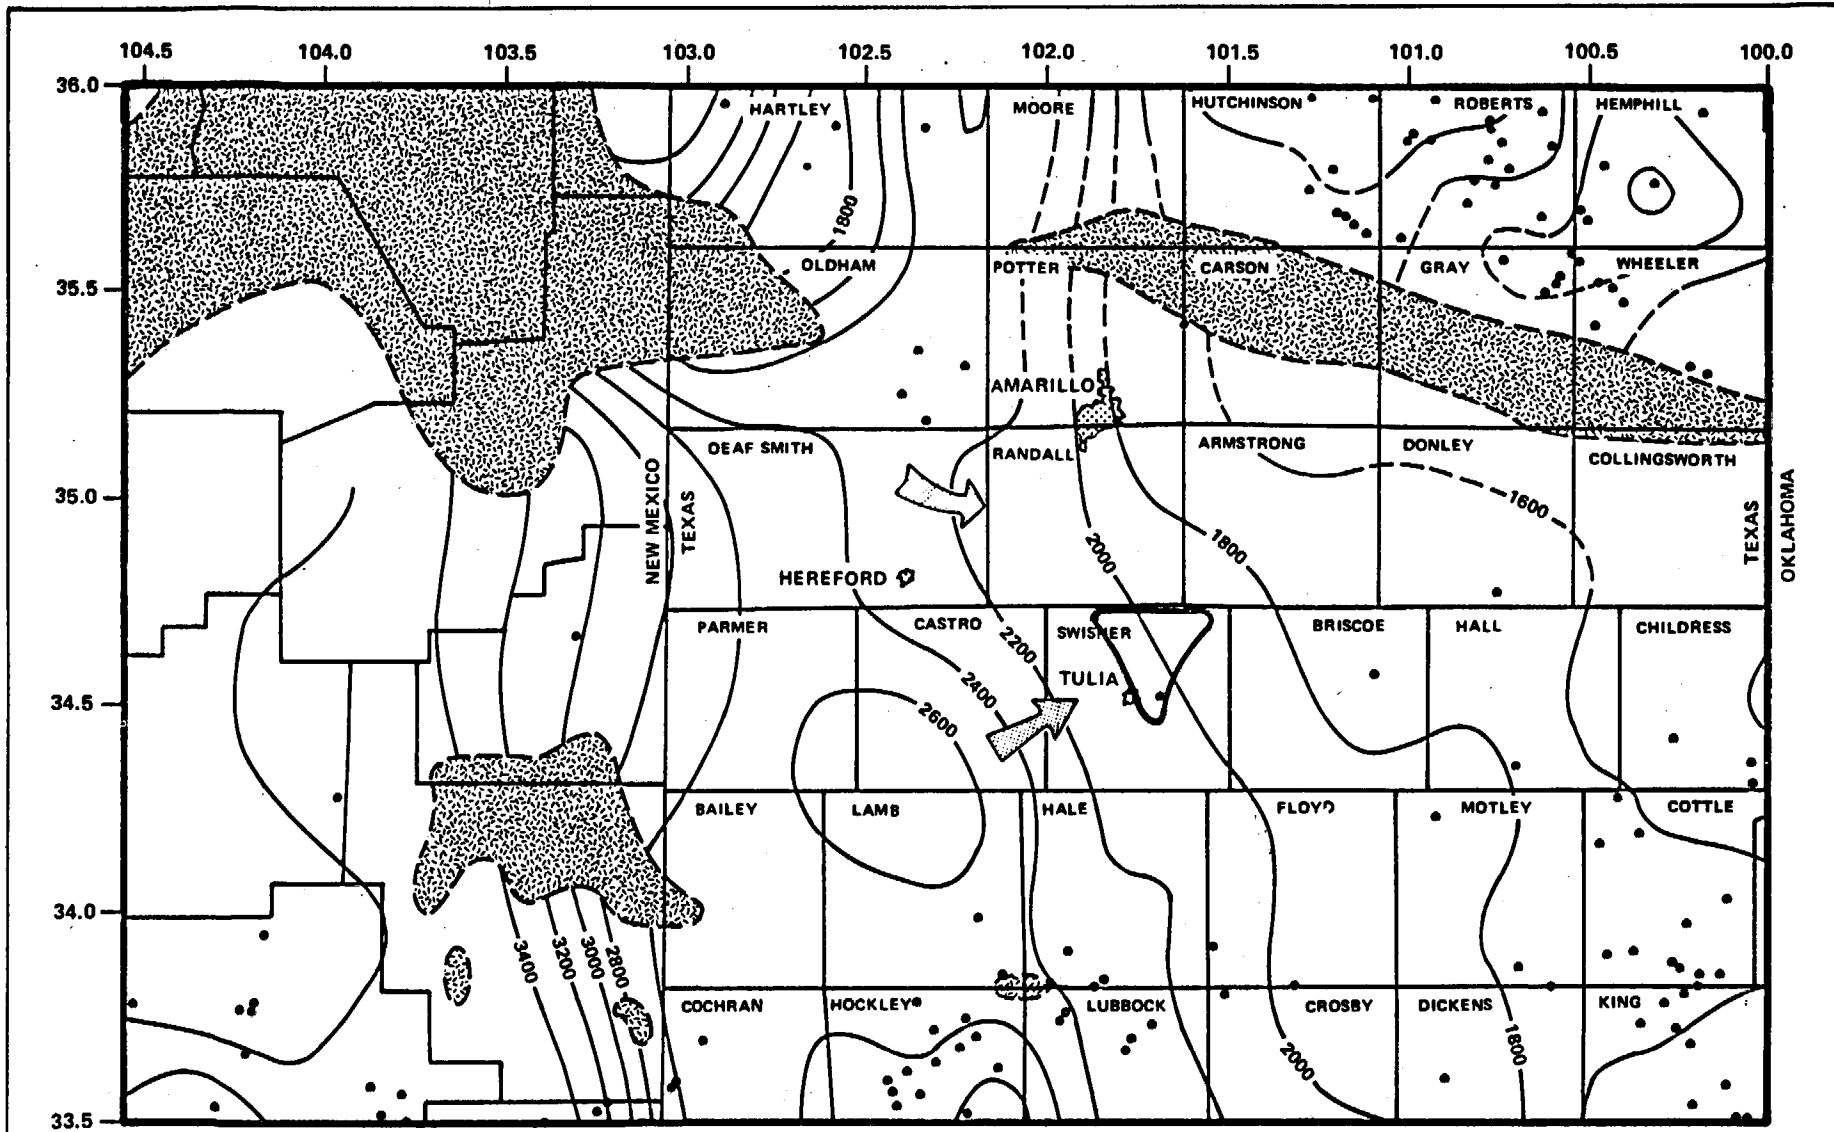 104.5 104.0 103.5 103.0 102.5 102.0 101.5 101.0 100.5 100.0
36.0
HARTLEY MOORE HUTCHINSON ROBERTS HEMPHILL
1800
OLDHAM POTTER CARSON GRAY WHEELER
35.5
AMARILLO
DEAF SMITH RANDALL ARMSTRONG DONLEY COLLINGSWORTH
35.0
NEW MEXICO
TEXAS
1600
TEXAS
OKLAHOMA
2000
1800
HEREFORD
PARMER CASTRO SWISHER BRISCOE HALL CHILDRESS
2200
TULIA
2400
34.5
2600
BAILEY LAMB HALE FLOYD MOTLEY COTTLE
34.0
3400
3200
3000
2800
COCHRAN HOCKLEY LUBBOCK CROSBY DICKENS KING
2000
1800
33.5